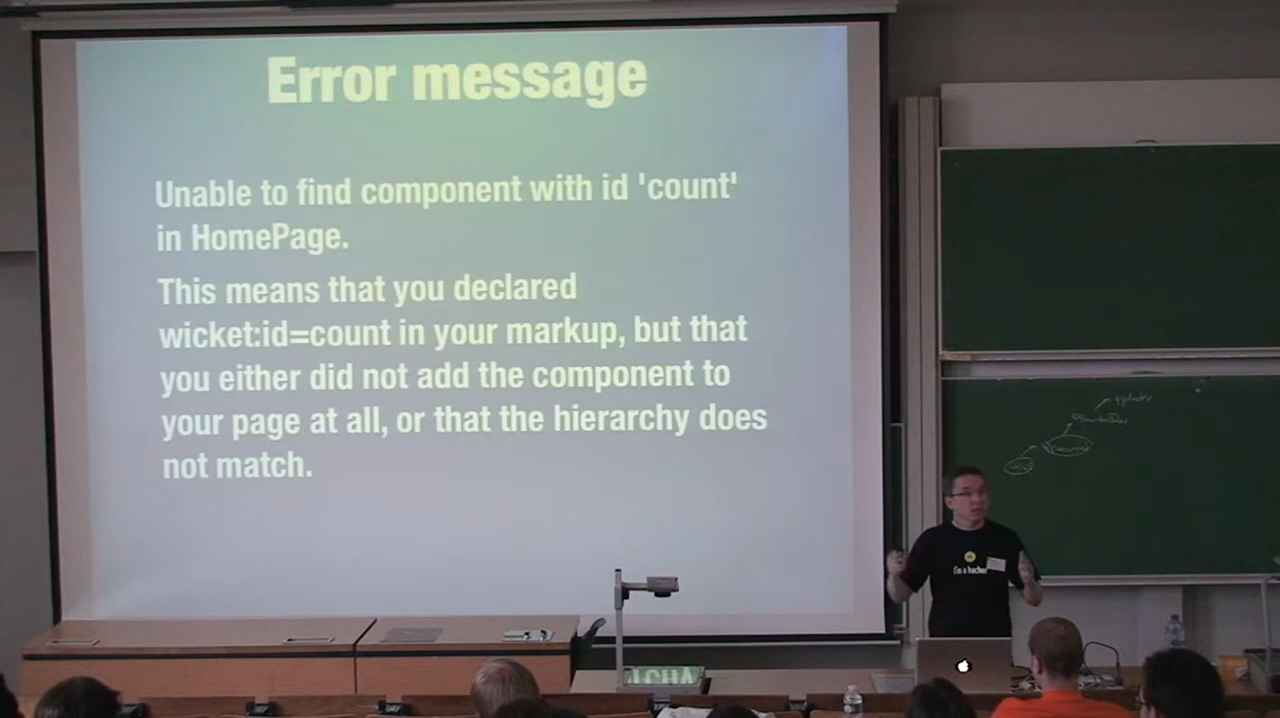 Error message
Unable to find component with id 'count'
in HomePage.
This means that you declared
wicket:id=count in your markup, but that
you either did not add the component to
your page at all, or that the hierarchy does
not match.
I'm a hacker